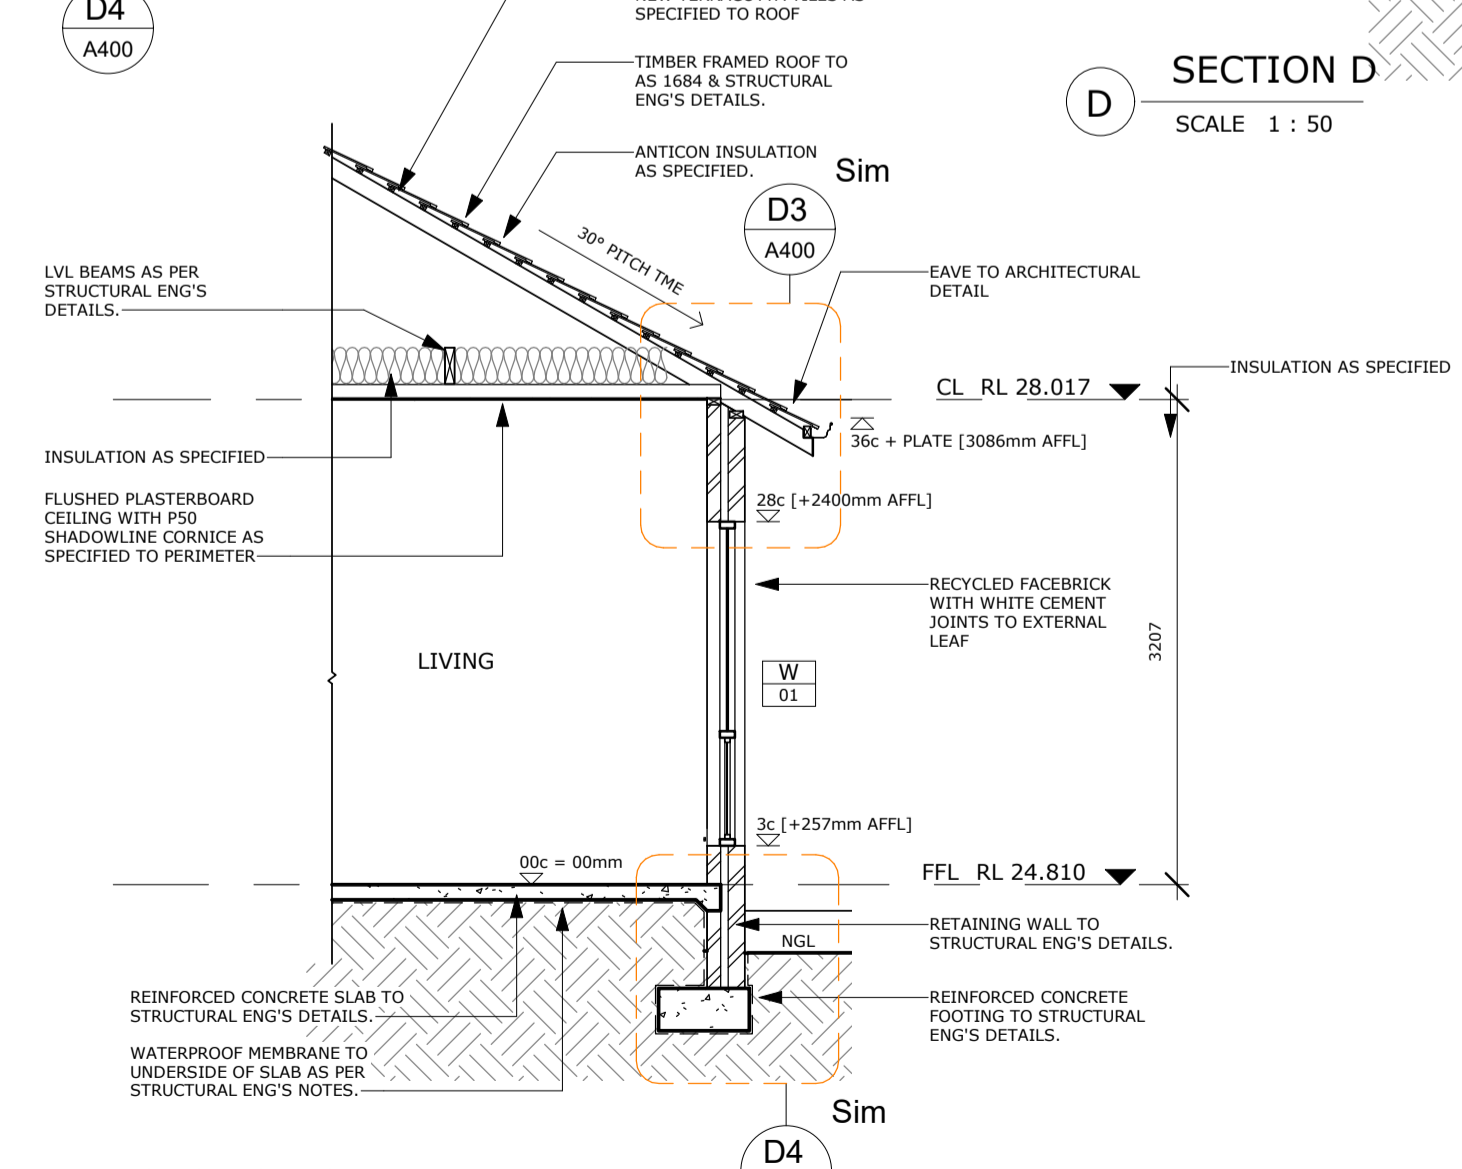 D4
A400
SPECIFIED TO ROOF
TIMBER FRAMED ROOF TO
AS 1684 & STRUCTURAL
ENG'S DETAILS.
SECTION D
D
SCALE 1 : 50
ANTICON INSULATION
AS SPECIFIED.
Sim
D3
A400
30° PITCH TME
LVL BEAMS AS PER
STRUCTURAL ENG'S
DETAILS.
EAVE TO ARCHITECTURAL
DETAIL
INSULATION AS SPECIFIED
CL RL 28.017
36c + PLATE [3086mm AFFL]
INSULATION AS SPECIFIED
FLUSHED PLASTERBOARD
CEILING WITH P50
SHADOWLINE CORNICE AS
SPECIFIED TO PERIMETER
28c [+2400mm AFFL]
RECYCLED FACEBRICK
WITH WHITE CEMENT
JOINTS TO EXTERNAL
LEAF
3207
LIVING
W
01
3c [+257mm AFFL]
00c = 00mm
FFL RL 24.810
RETAINING WALL TO
STRUCTURAL ENG'S DETAILS.
NGL
REINFORCED CONCRETE SLAB TO
STRUCTURAL ENG'S DETAILS.
REINFORCED CONCRETE
FOOTING TO STRUCTURAL
ENG'S DETAILS.
WATERPROOF MEMBRANE TO
UNDERSIDE OF SLAB AS PER
STRUCTURAL ENG'S NOTES.
Sim
D4